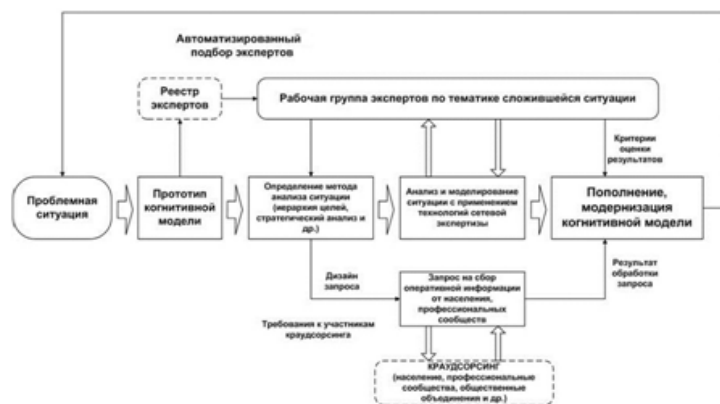 Автоматизированный
подбор экспертов
Реестр
экспертов
Рабочая группа экспертов по тематике сложившейся ситуации
Критерии
оценки
результатов
Проблемная
ситуация
Прототип
когнитивной
модели
Определение метода
анализа ситуации
(иерархия целей,
стратегический анализ и
др.)
Анализ и моделирование
ситуации с применением
технологий сетевой
экспертизы
Пополнение,
модернизация
когнитивной модели
Дизайн
запроса
Требования к участникам
краудсорсинга
Запрос на сбор
оперативной информации
от населения,
профессиональных
сообществ
Результат
обработки
запроса
КРАУДСОРСИНГ
(население, профессиональные
сообщества, общественные
объединения и др.)